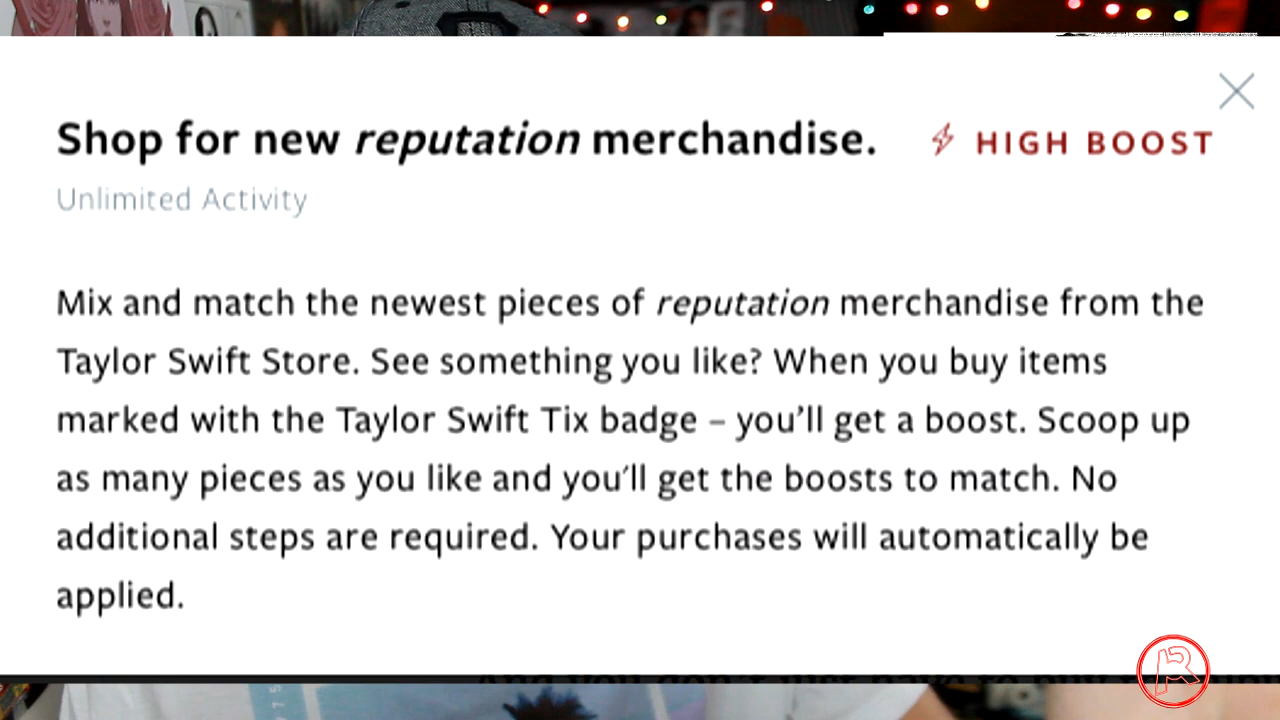 Shop for new reputation merchandise.
HIGH BOOST
Unlimited Activity
Mix and match the newest pieces of reputation merchandise from the
Taylor Swift Store. See something you like? When you buy items
marked with the Taylor Swift Tix badge – you’ll get a boost. Scoop up
as many pieces as you like and you’ll get the boosts to match. No
additional steps are required. Your purchases will automatically be
applied.